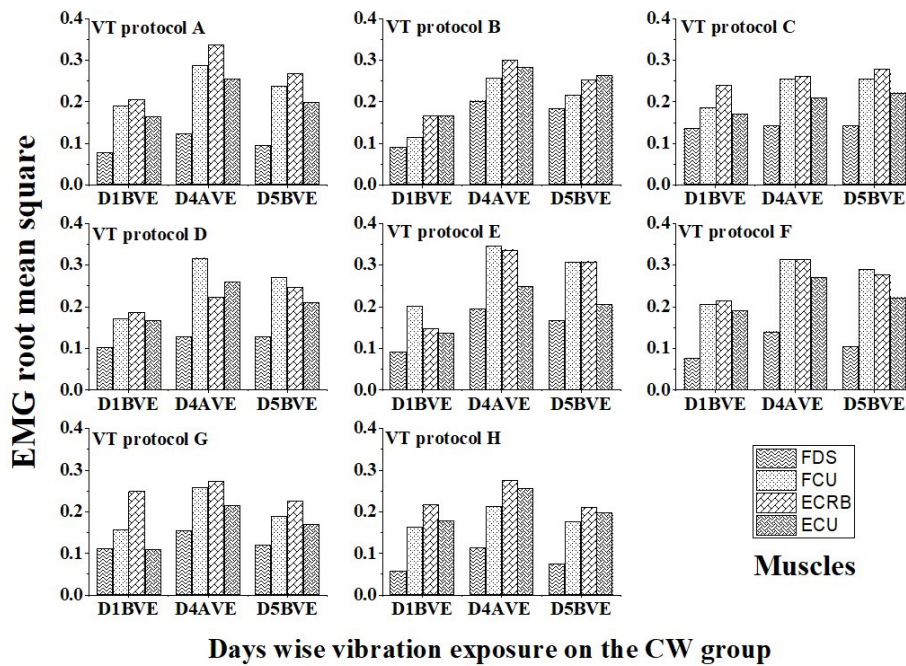 EMG root mean square
VT protocol A
0.4
0.3
0.2
0.1
0.0
D1BVE D4AVE D5BVE
VT protocol B
0.4
0.3
0.2
0.1
0.0
D1BVE D4AVE D5BVE
VT protocol C
0.4
0.3
0.2
0.1
0.0
D1BVE D4AVE D5BVE
VT protocol D
0.4
0.3
0.2
0.1
0.0
D1BVE D4AVE D5BVE
VT protocol E
0.4
0.3
0.2
0.1
0.0
D1BVE D4AVE D5BVE
VT protocol F
0.4
0.3
0.2
0.1
0.0
D1BVE D4AVE D5BVE
VT protocol G
0.4
0.3
0.2
0.1
0.0
D1BVE D4AVE D5BVE
VT protocol H
0.4
0.3
0.2
0.1
0.0
D1BVE D4AVE D5BVE
FDS
FCU
ECRB
ECU
Muscles
Days wise vibration exposure on the CW group